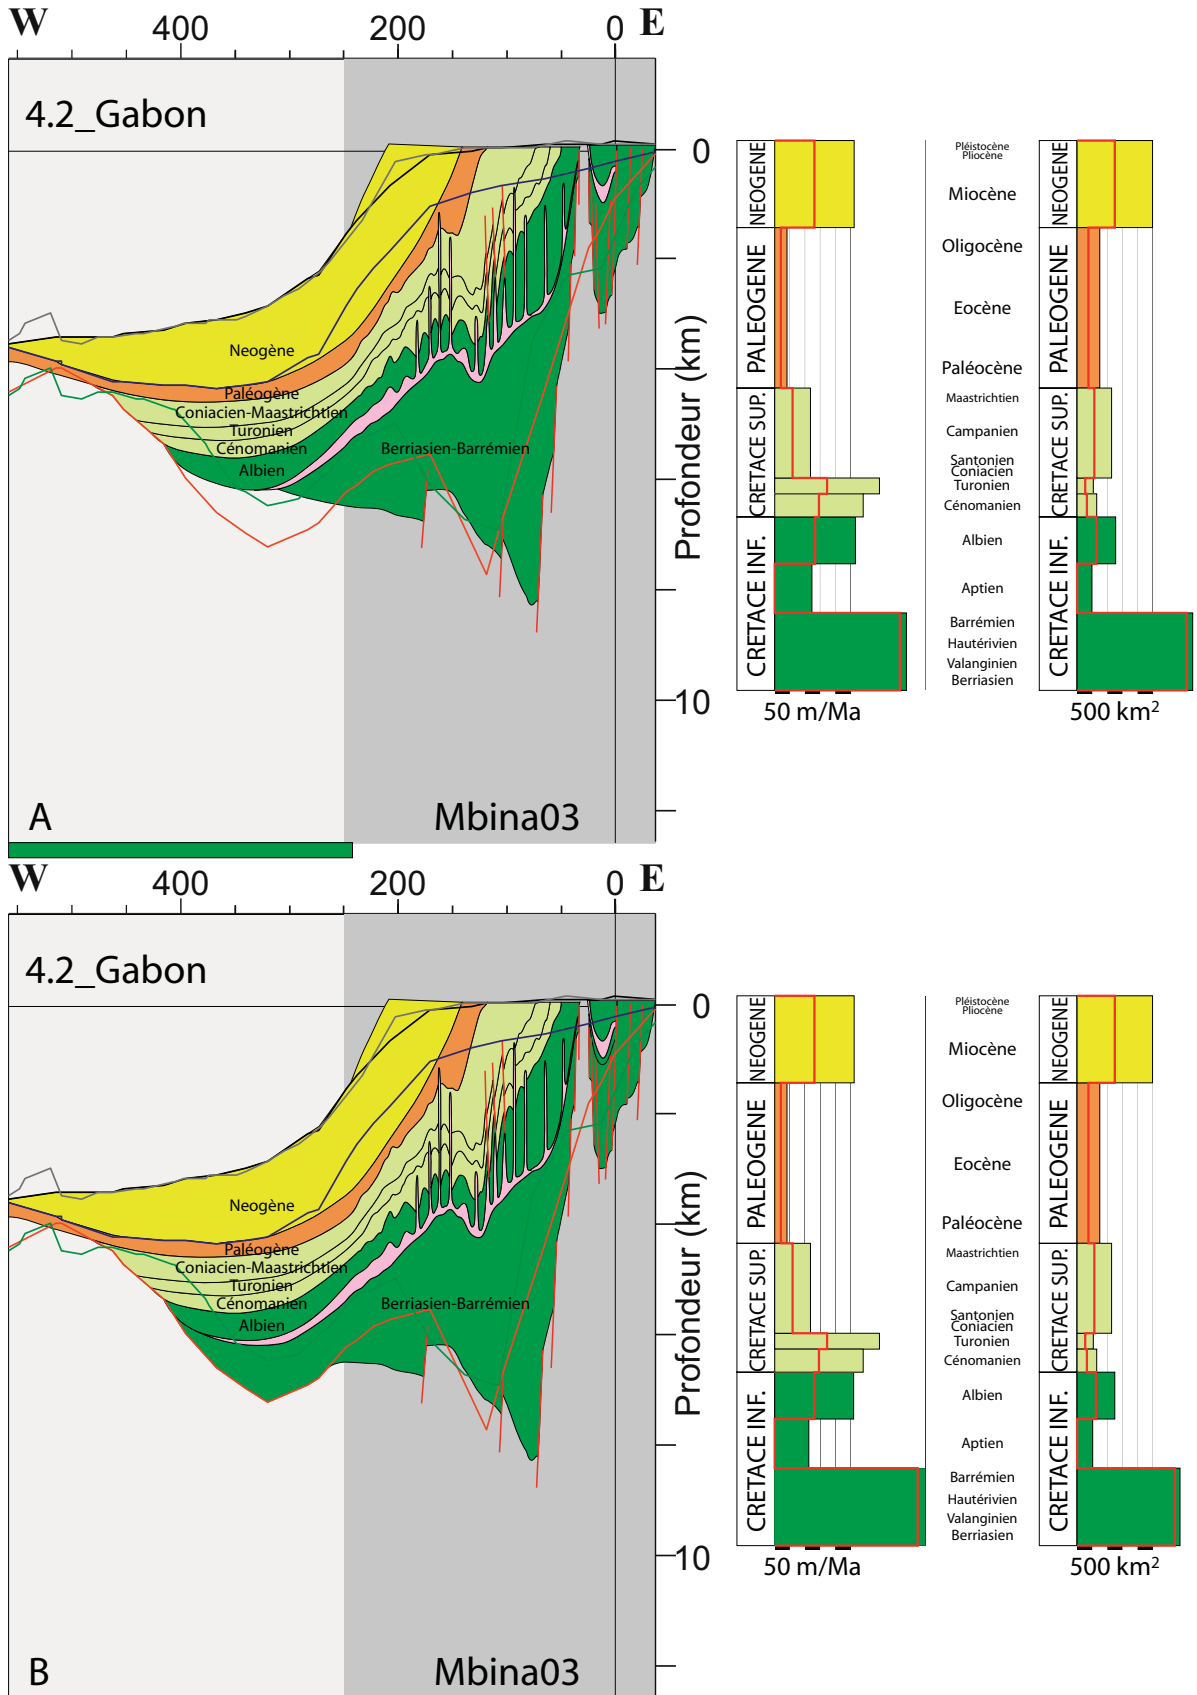 W 400 200 0 E
4.2_Gabon
0
Neogène
Paléogène
Coniacien-Maastrichtien
Turonien
Cénomanien
Albien
Berriasien-Barrémien
Profondeur (km)
10
A
Mbina03
NEOGENE
PALEOGENE
CRETACE SUP.
CRETACE INF.
50 m/Ma
Pléistocène
Pliocène
Miocène
Oligocène
Eocène
Paléocène
Maastrichtien
Campanien
Santonien
Coniacien
Turonien
Cénomanien
Albien
Aptien
Barrémien
Hautérivien
Valanginien
Berriasien
NEOGENE
PALEOGENE
CRETACE SUP.
CRETACE INF.
500 km²
W 400 200 0 E
4.2_Gabon
0
Neogène
Paléogène
Coniacien-Maastrichtien
Turonien
Cénomanien
Albien
Berriasien-Barrémien
Profondeur (km)
10
B
Mbina03
NEOGENE
PALEOGENE
CRETACE SUP.
CRETACE INF.
50 m/Ma
Pléistocène
Pliocène
Miocène
Oligocène
Eocène
Paléocène
Maastrichtien
Campanien
Santonien
Coniacien
Turonien
Cénomanien
Albien
Aptien
Barrémien
Hautérivien
Valanginien
Berriasien
NEOGENE
PALEOGENE
CRETACE SUP.
CRETACE INF.
500 km²